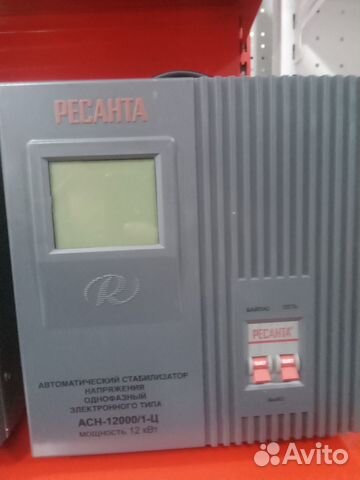 РЕСАНТА
БАЙПАС СЕТЬ
РЕСАНТА
АВТОМАТИЧЕСКИЙ СТАБИЛИЗАТОР
НАПРЯЖЕНИЯ
ОДНОФАЗНЫЙ
ЭЛЕКТРОННОГО ТИПА
АСН-12000/1-Ц
МОЩНОСТЬ 12 кВт
Avito